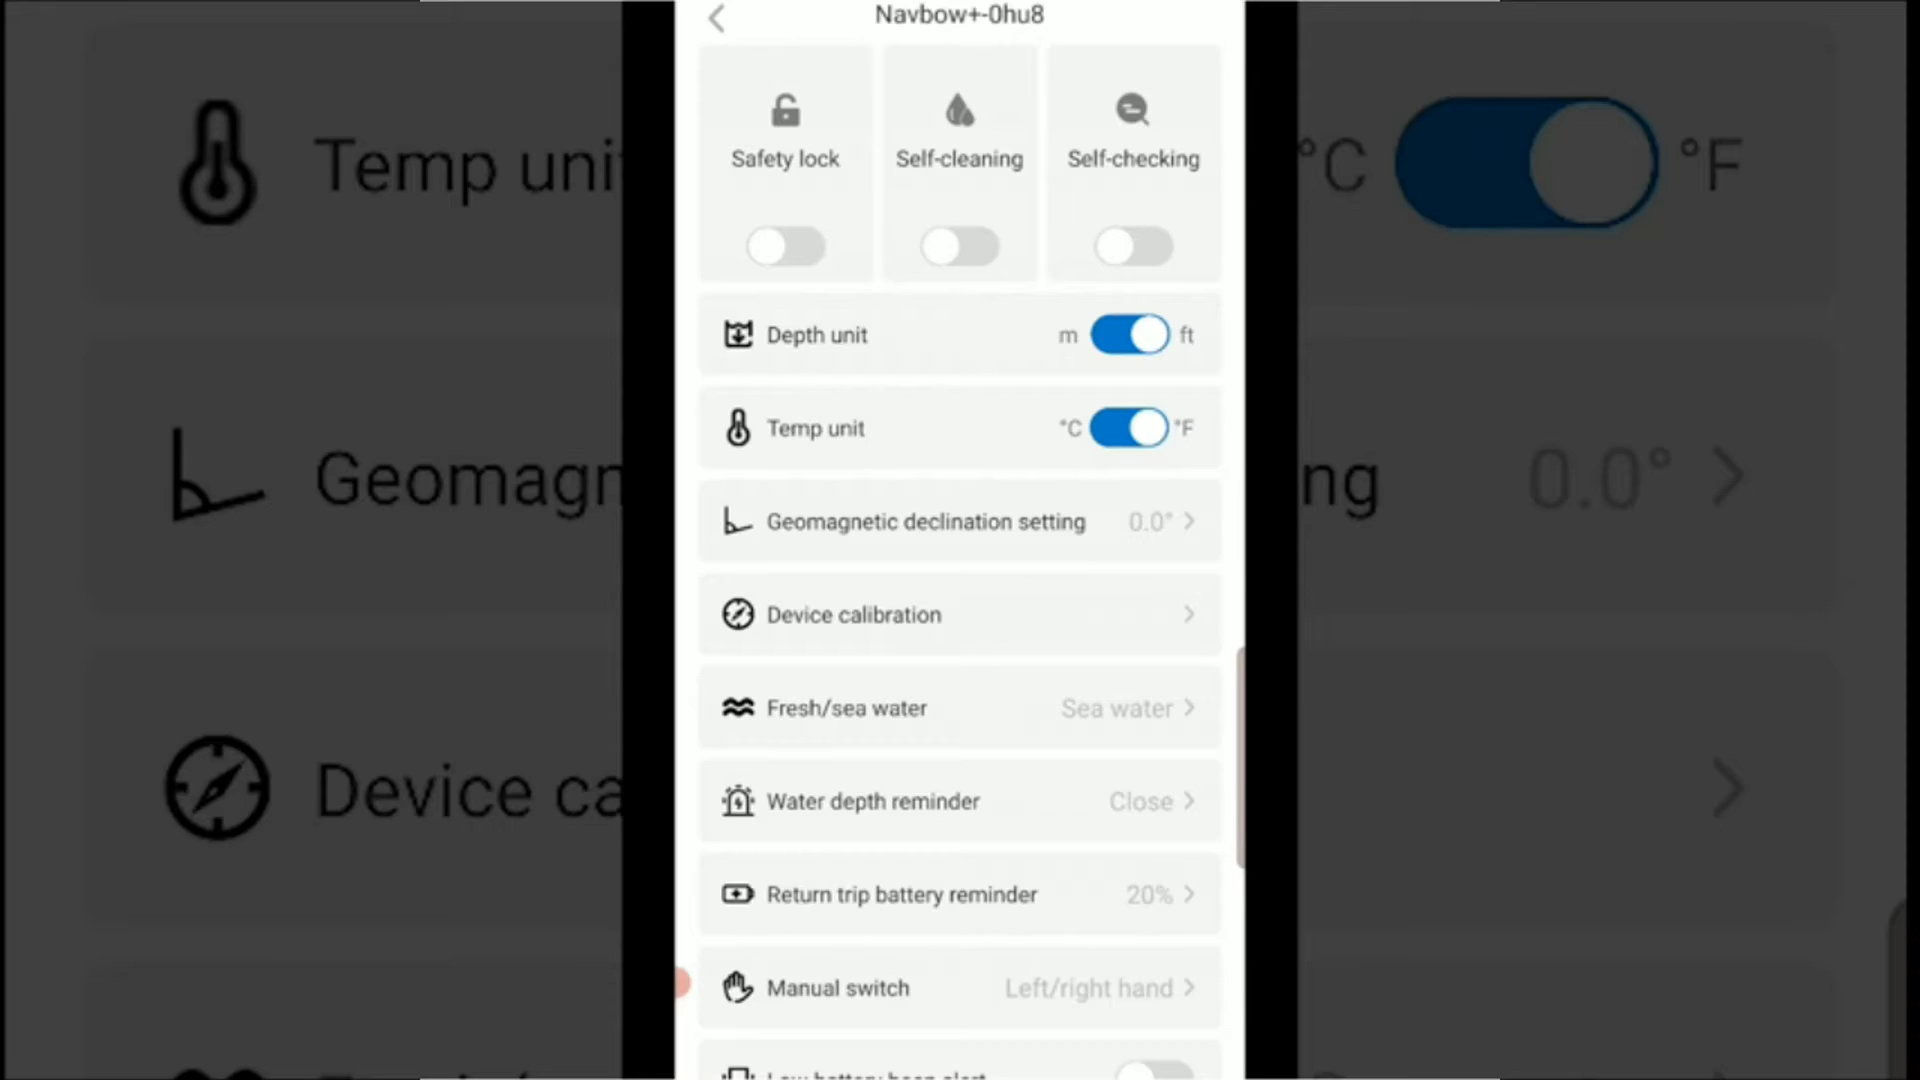 Navbow+-0hu8
Safety lock
Self-cleaning
Self-checking
Depth unit
m
ft
Temp unit
°C
°F
Geomagnetic declination setting
0.0°
Device calibration
Fresh/sea water
Sea water
Water depth reminder
Close
Return trip battery reminder
20%
Manual switch
Left/right hand
Temp uni
°C
°F
Geomagn
ng
0.0°
Device ca